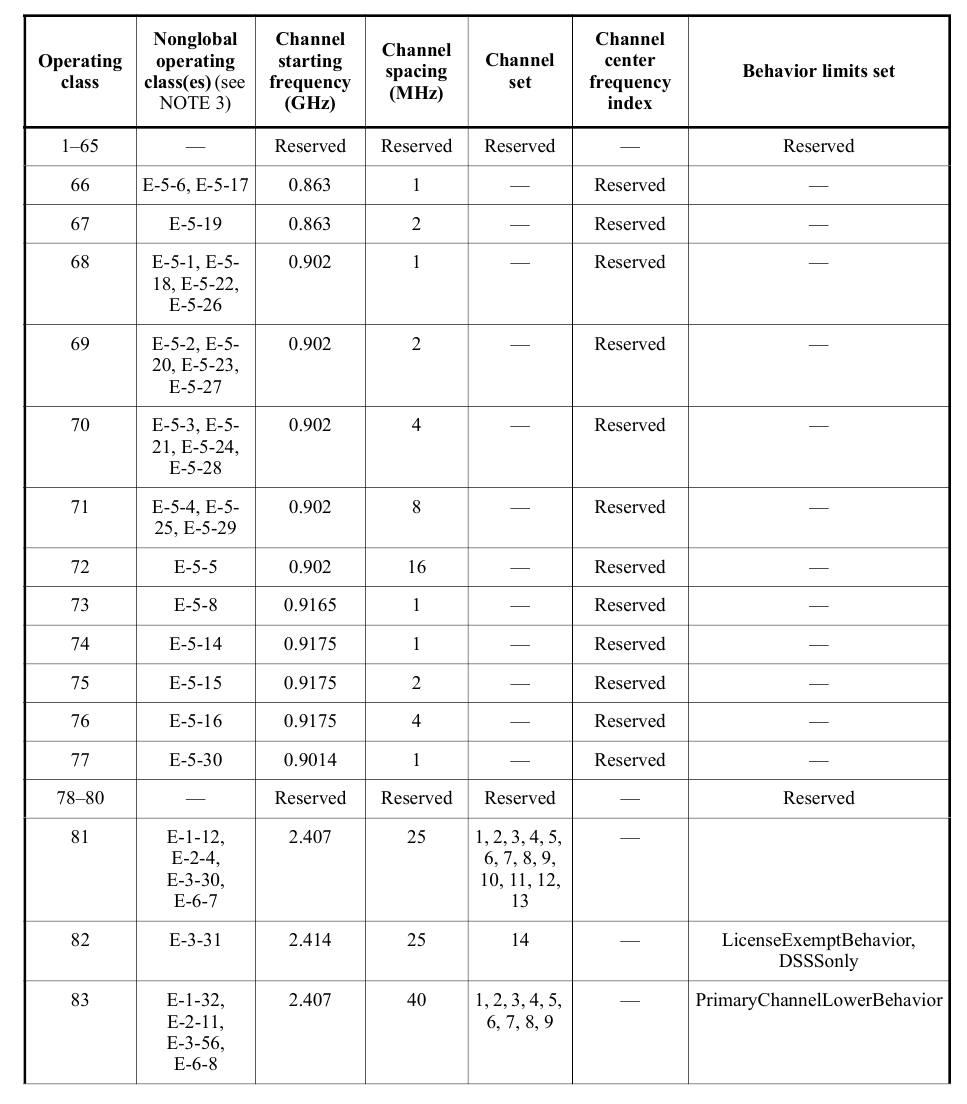 Operating class | Nonglobal operating class(es) (see NOTE 3) | Channel starting frequency (GHz) | Channel spacing (MHz) | Channel set | Channel center frequency index | Behavior limits set
1–65 | — | Reserved | Reserved | Reserved | — | Reserved
66 | E-5-6, E-5-17 | 0.863 | 1 | — | Reserved | —
67 | E-5-19 | 0.863 | 2 | — | Reserved | —
68 | E-5-1, E-5-18, E-5-22, E-5-26 | 0.902 | 1 | — | Reserved | —
69 | E-5-2, E-5-20, E-5-23, E-5-27 | 0.902 | 2 | — | Reserved | —
70 | E-5-3, E-5-21, E-5-24, E-5-28 | 0.902 | 4 | — | Reserved | —
71 | E-5-4, E-5-25, E-5-29 | 0.902 | 8 | — | Reserved | —
72 | E-5-5 | 0.902 | 16 | — | Reserved | —
73 | E-5-8 | 0.9165 | 1 | — | Reserved | —
74 | E-5-14 | 0.9175 | 1 | — | Reserved | —
75 | E-5-15 | 0.9175 | 2 | — | Reserved | —
76 | E-5-16 | 0.9175 | 4 | — | Reserved | —
77 | E-5-30 | 0.9014 | 1 | — | Reserved | —
78–80 | — | Reserved | Reserved | Reserved | — | Reserved
81 | E-1-12, E-2-4, E-3-30, E-6-7 | 2.407 | 25 | 1, 2, 3, 4, 5, 6, 7, 8, 9, 10, 11, 12, 13 | — |
82 | E-3-31 | 2.414 | 25 | 14 | — | LicenseExemptBehavior, DSSSonly
83 | E-1-32, E-2-11, E-3-56, E-6-8 | 2.407 | 40 | 1, 2, 3, 4, 5, 6, 7, 8, 9 | — | PrimaryChannelLowerBehavior